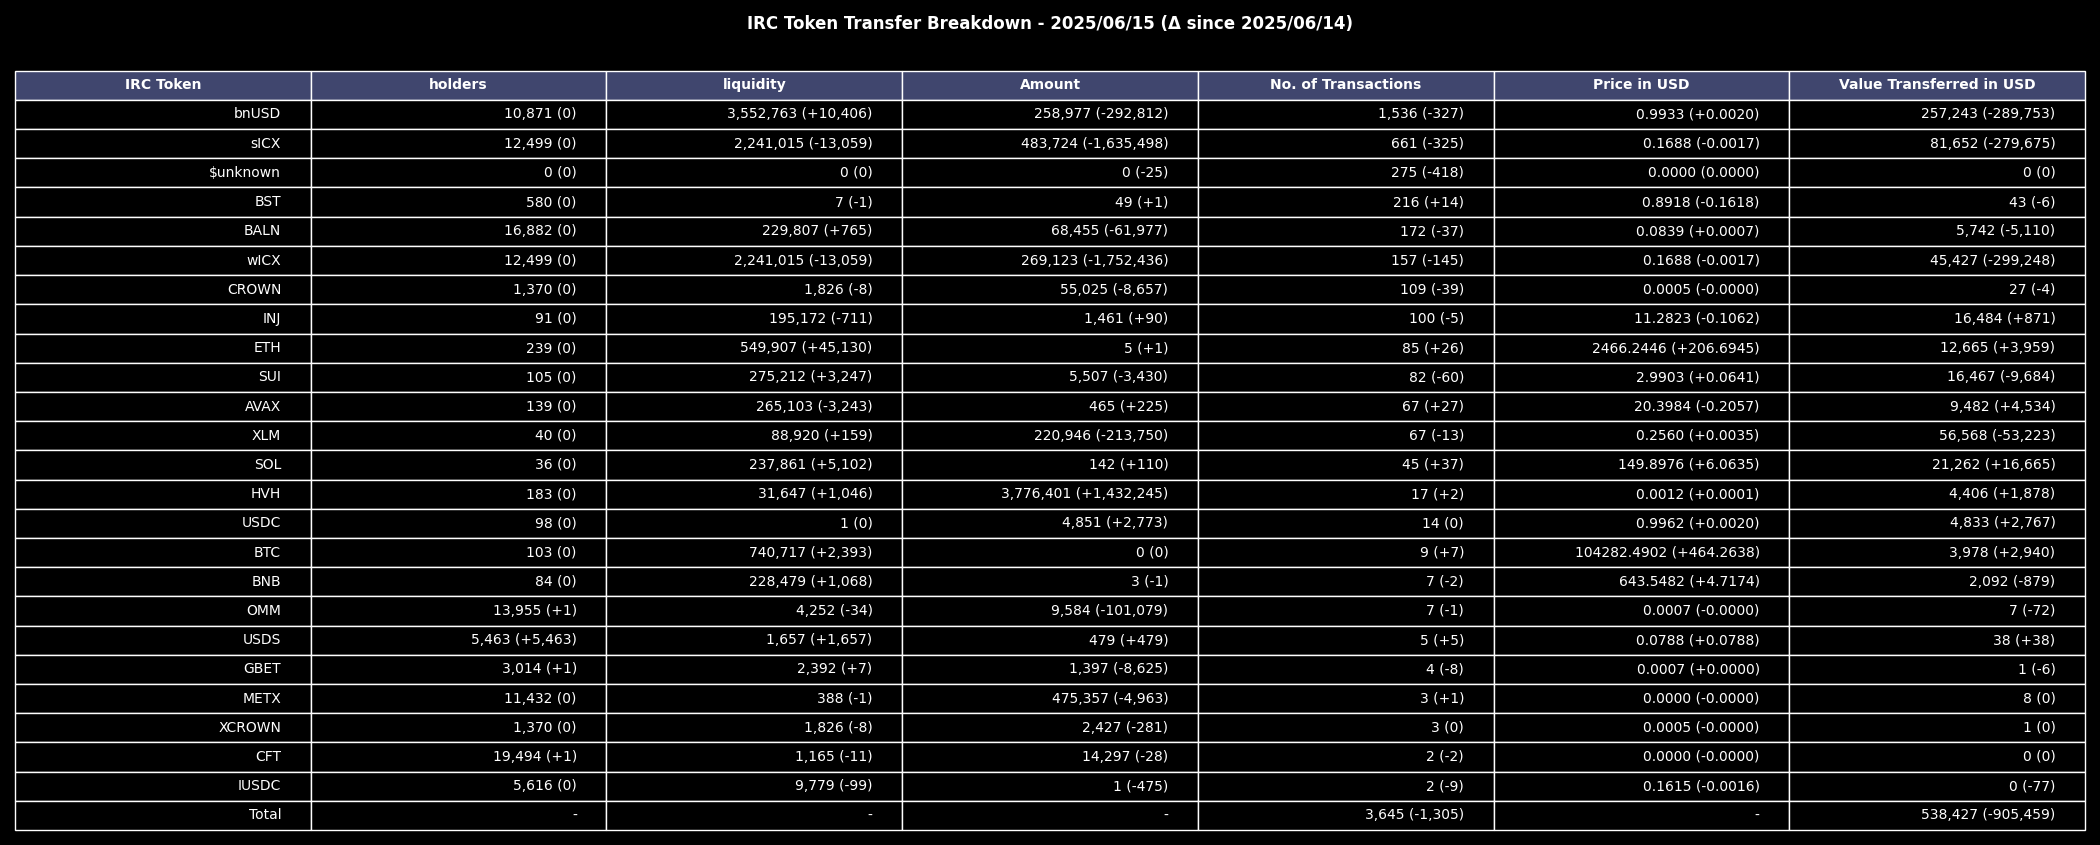 IRC Token Transfer Breakdown - 2025/06/15 (Δ since 2025/06/14)
IRC Token holders liquidity Amount No. of Transactions Price in USD Value Transferred in USD
bnUSD 10,871 (0) 3,552,763 (+10,406) 258,977 (-292,812) 1,536 (-327) 0.9933 (+0.0020) 257,243 (-289,753)
sICX 12,499 (0) 2,241,015 (-13,059) 483,724 (-1,635,498) 661 (-325) 0.1688 (-0.0017) 81,652 (-279,675)
$unknown 0 (0) 0 (0) 0 (-25) 275 (-418) 0.0000 (0.0000) 0 (0)
BST 580 (0) 7 (-1) 49 (+1) 216 (+14) 0.8918 (-0.1618) 43 (-6)
BALN 16,882 (0) 229,807 (+765) 68,455 (-61,977) 172 (-37) 0.0839 (+0.0007) 5,742 (-5,110)
wICX 12,499 (0) 2,241,015 (-13,059) 269,123 (-1,752,436) 157 (-145) 0.1688 (-0.0017) 45,427 (-299,248)
CROWN 1,370 (0) 1,826 (-8) 55,025 (-8,657) 109 (-39) 0.0005 (-0.0000) 27 (-4)
INJ 91 (0) 195,172 (-711) 1,461 (+90) 100 (-5) 11.2823 (-0.1062) 16,484 (+871)
ETH 239 (0) 549,907 (+45,130) 5 (+1) 85 (+26) 2466.2446 (+206.6945) 12,665 (+3,959)
SUI 105 (0) 275,212 (+3,247) 5,507 (-3,430) 82 (-60) 2.9903 (+0.0641) 16,467 (-9,684)
AVAX 139 (0) 265,103 (-3,243) 465 (+225) 67 (+27) 20.3984 (-0.2057) 9,482 (+4,534)
XLM 40 (0) 88,920 (+159) 220,946 (-213,750) 67 (-13) 0.2560 (+0.0035) 56,568 (-53,223)
SOL 36 (0) 237,861 (+5,102) 142 (+110) 45 (+37) 149.8976 (+6.0635) 21,262 (+16,665)
HVH 183 (0) 31,647 (+1,046) 3,776,401 (+1,432,245) 17 (+2) 0.0012 (+0.0001) 4,406 (+1,878)
USDC 98 (0) 1 (0) 4,851 (+2,773) 14 (0) 0.9962 (+0.0020) 4,833 (+2,767)
BTC 103 (0) 740,717 (+2,393) 0 (0) 9 (+7) 104282.4902 (+464.2638) 3,978 (+2,940)
BNB 84 (0) 228,479 (+1,068) 3 (-1) 7 (-2) 643.5482 (+4.7174) 2,092 (-879)
OMM 13,955 (+1) 4,252 (-34) 9,584 (-101,079) 7 (-1) 0.0007 (-0.0000) 7 (-72)
USDS 5,463 (+5,463) 1,657 (+1,657) 479 (+479) 5 (+5) 0.0788 (+0.0788) 38 (+38)
GBET 3,014 (+1) 2,392 (+7) 1,397 (-8,625) 4 (-8) 0.0007 (+0.0000) 1 (-6)
METX 11,432 (0) 388 (-1) 475,357 (-4,963) 3 (+1) 0.0000 (-0.0000) 8 (0)
XCROWN 1,370 (0) 1,826 (-8) 2,427 (-281) 3 (0) 0.0005 (-0.0000) 1 (0)
CFT 19,494 (+1) 1,165 (-11) 14,297 (-28) 2 (-2) 0.0000 (-0.0000) 0 (0)
IUSDC 5,616 (0) 9,779 (-99) 1 (-475) 2 (-9) 0.1615 (-0.0016) 0 (-77)
Total - - - 3,645 (-1,305) - 538,427 (-905,459)